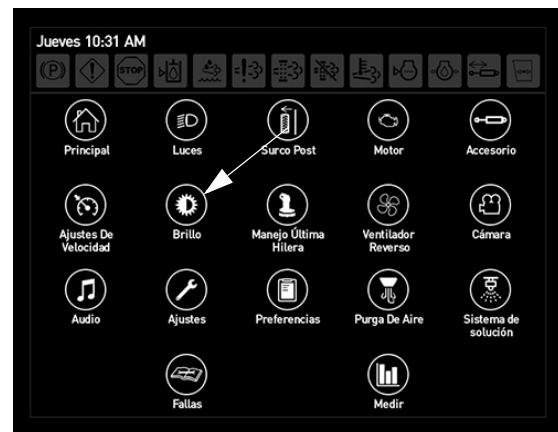 Jueves 10:31 AM
(P) STOP
Principal Luces Surco Post Motor Accesorio
Ajustes De Velocidad Brillo Manejo Última Hilera Ventilador Reverso Cámara
Audio Ajustes Preferencias Purga De Aire Sistema de solución
Fallas Medir